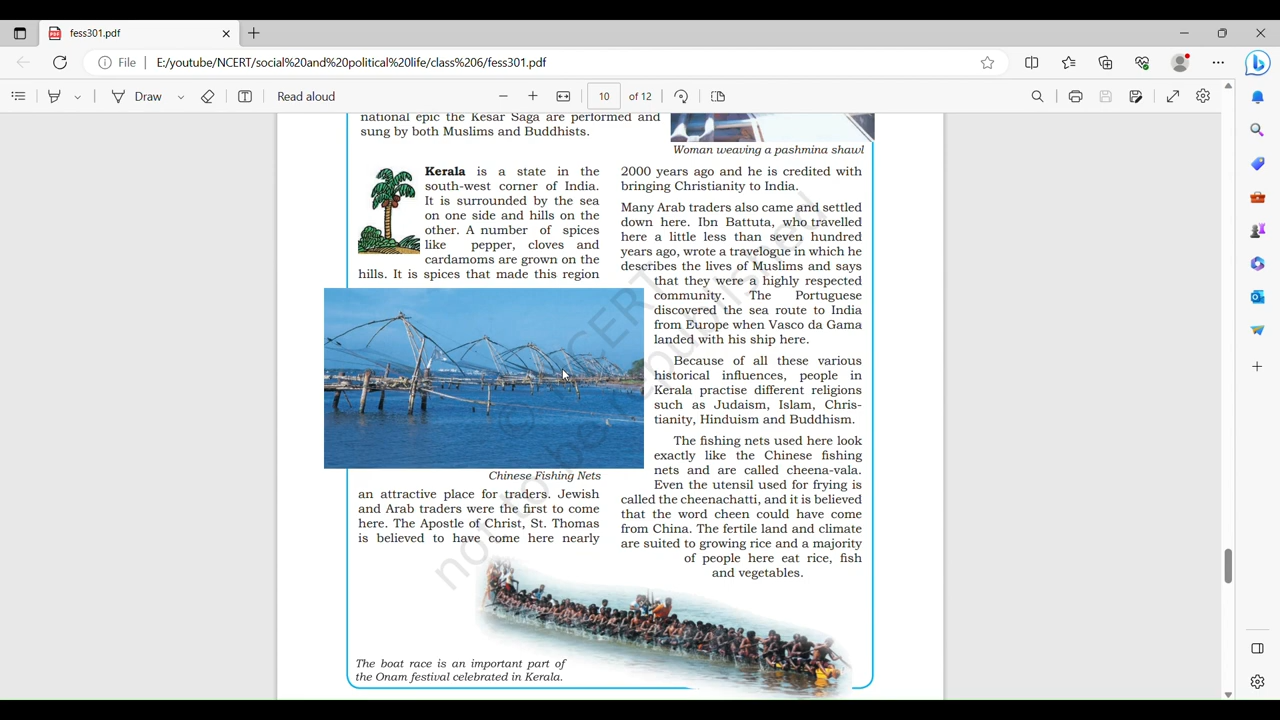 fess301.pdf
File
E:/youtube/NCERT/social%20and%20political%20life/class%206/fess301.pdf
Draw
Read aloud
10
of 12
national epic the Kesar Saga are performed and
sung by both Muslims and Buddhists.
Woman weaving a pashmina shawl
Kerala is a state in the
south-west corner of India.
It is surrounded by the sea
on one side and hills on the
other. A number of spices
like pepper, cloves and
cardamoms are grown on the
hills. It is spices that made this region
Chinese Fishing Nets
an attractive place for traders. Jewish
and Arab traders were the first to come
here. The Apostle of Christ, St. Thomas
is believed to have come here nearly
2000 years ago and he is credited with
bringing Christianity to India.
Many Arab traders also came and settled
down here. Ibn Battuta, who travelled
here a little less than seven hundred
years ago, wrote a travelogue in which he
describes the lives of Muslims and says
that they were a highly respected
community. The Portuguese
discovered the sea route to India
from Europe when Vasco da Gama
landed with his ship here.
Because of all these various
historical influences, people in
Kerala practise different religions
such as Judaism, Islam, Chris-
tianity, Hinduism and Buddhism.
The fishing nets used here look
exactly like the Chinese fishing
nets and are called cheena-vala.
Even the utensil used for frying is
called the cheenachatti, and it is believed
that the word cheen could have come
from China. The fertile land and climate
are suited to growing rice and a majority
of people here eat rice, fish
and vegetables.
The boat race is an important part of
the Onam festival celebrated in Kerala.